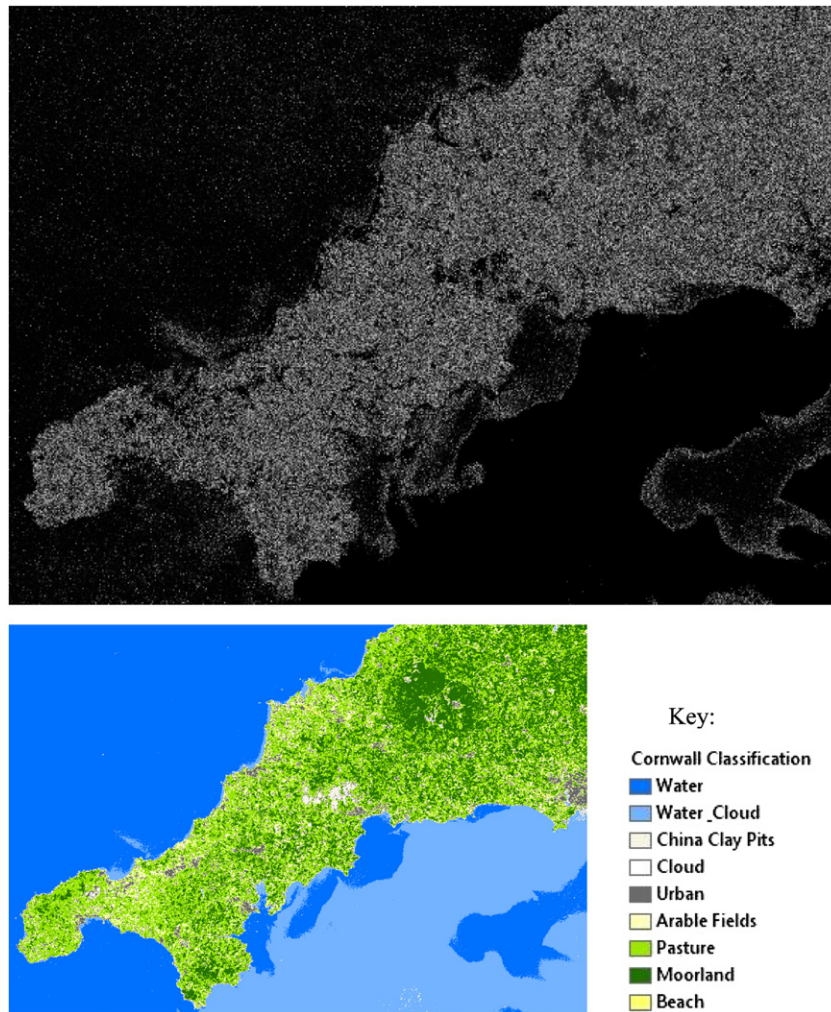 Key:
Cornwall Classification
Water
Water_Cloud
China Clay Pits
Cloud
Urban
Arable Fields
Pasture
Moorland
Beach